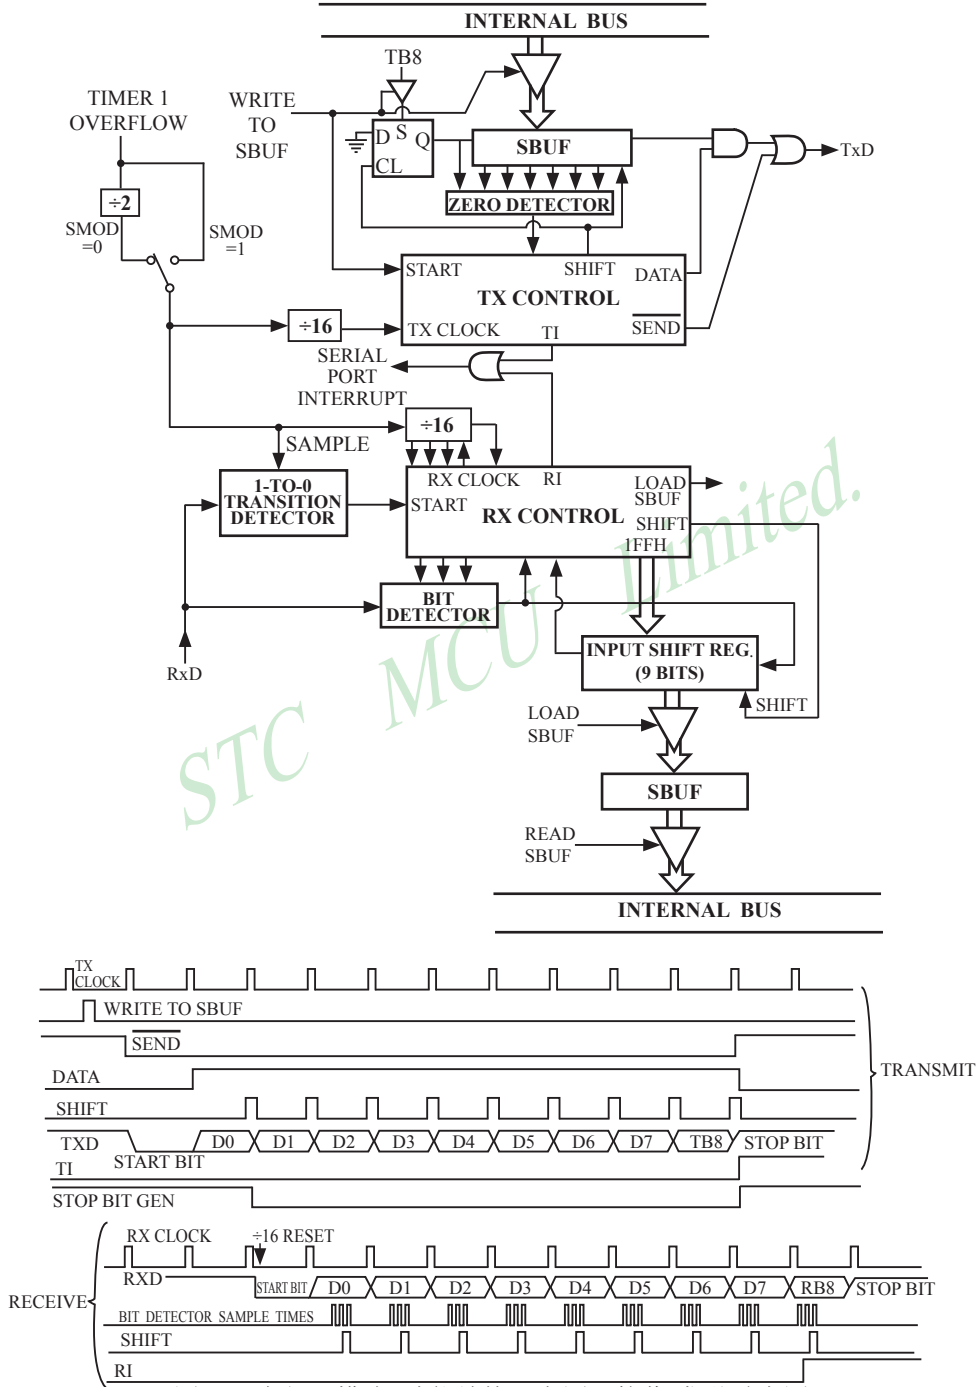 INTERNAL BUS
TB8
TIMER 1
OVERFLOW
WRITE
TO
SBUF
D S Q
CL
SBUF
TxD
÷2
ZERO DETECTOR
SMOD
=0
SMOD
=1
START
SHIFT
DATA
TX CONTROL
÷16
TX CLOCK
TI
SEND
SERIAL
PORT
INTERRUPT
÷16
SAMPLE
RX CLOCK
RI
LOAD
SBUF
1-TO-0
TRANSITION
DETECTOR
START
RX CONTROL
SHIFT
1FFH
BIT
DETECTOR
RxD
INPUT SHIFT REG.
(9 BITS)
SHIFT
LOAD
SBUF
SBUF
READ
SBUF
INTERNAL BUS
STC MCU Limited.
TX
CLOCK
WRITE TO SBUF
SEND
DATA
TRANSMIT
SHIFT
TXD
START BIT
D0 D1 D2 D3 D4 D5 D6 D7 TB8 STOP BIT
TI
STOP BIT GEN
RX CLOCK
÷16 RESET
RXD
START BIT D0 D1 D2 D3 D4 D5 D6 D7 RB8 STOP BIT
RECEIVE
BIT DETECTOR SAMPLE TIMES
SHIFT
RI